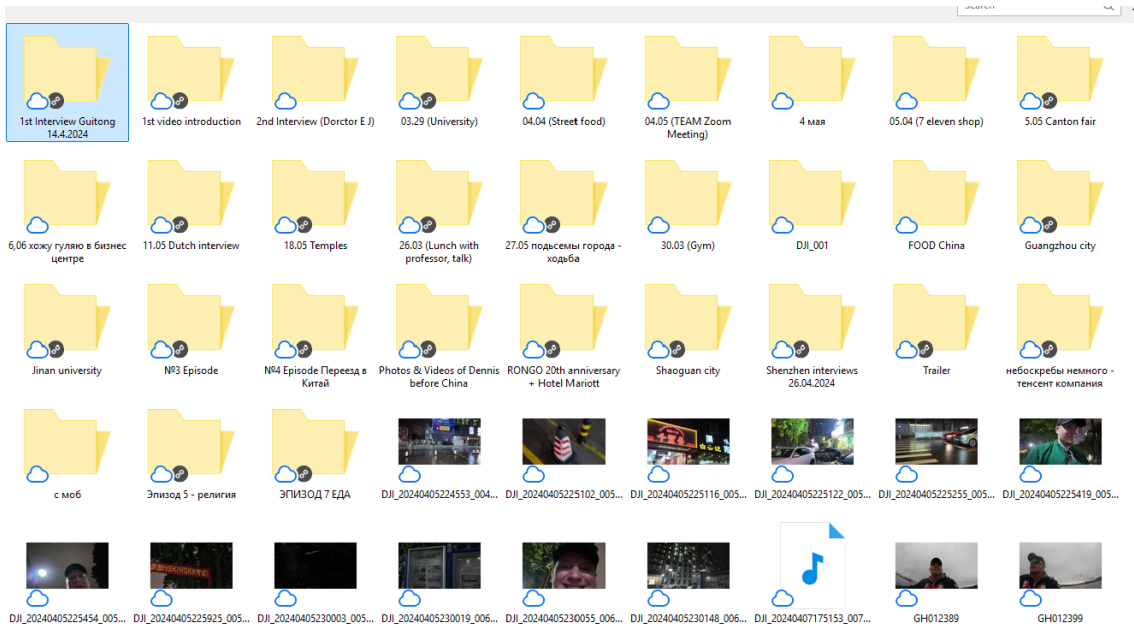 Search
1st Interview Guitong
14.4.2024
1st video introduction
2nd Interview (Dorctor E J)
03.29 (University)
04.04 (Street food)
04.05 (TEAM Zoom
Meeting)
4 мая
05.04 (7 eleven shop)
5.05 Canton fair
6,06 хожу гуляю в бизнес
центре
11.05 Dutch interview
18.05 Temples
26.03 (Lunch with
professor, talk)
27.05 подьсемы города -
ходьба
30.03 (Gym)
DJI_001
FOOD China
Guangzhou city
Jinan university
№3 Episode
№4 Episode Переезд в
Китай
Photos & Videos of Dennis
before China
RONGO 20th anniversary
+ Hotel Mariott
Shaoguan city
Shenzhen interviews
26.04.2024
Trailer
небоскребы немного -
тенсент компания
с моб
Эпизод 5 - религия
ЭПИЗОД 7 ЕДА
DJI_20240405224553_004...
DJI_20240405225102_005...
DJI_20240405225116_005...
DJI_20240405225122_005...
DJI_20240405225255_005...
DJI_20240405225419_005...
DJI_20240405225454_005...
DJI_20240405225925_005...
DJI_20240405230003_005...
DJI_20240405230019_006...
DJI_20240405230055_006...
DJI_20240405230148_006...
DJI_20240407175153_007...
GH012389
GH012399